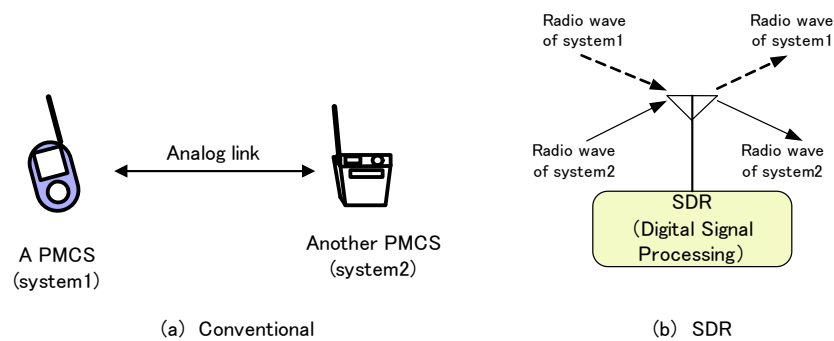 Analog link
A PMCS
(system1)
Another PMCS
(system2)
(a) Conventional
Radio wave
of system1
Radio wave
of system1
Radio wave
of system2
Radio wave
of system2
SDR
(Digital Signal
Processing)
(b) SDR